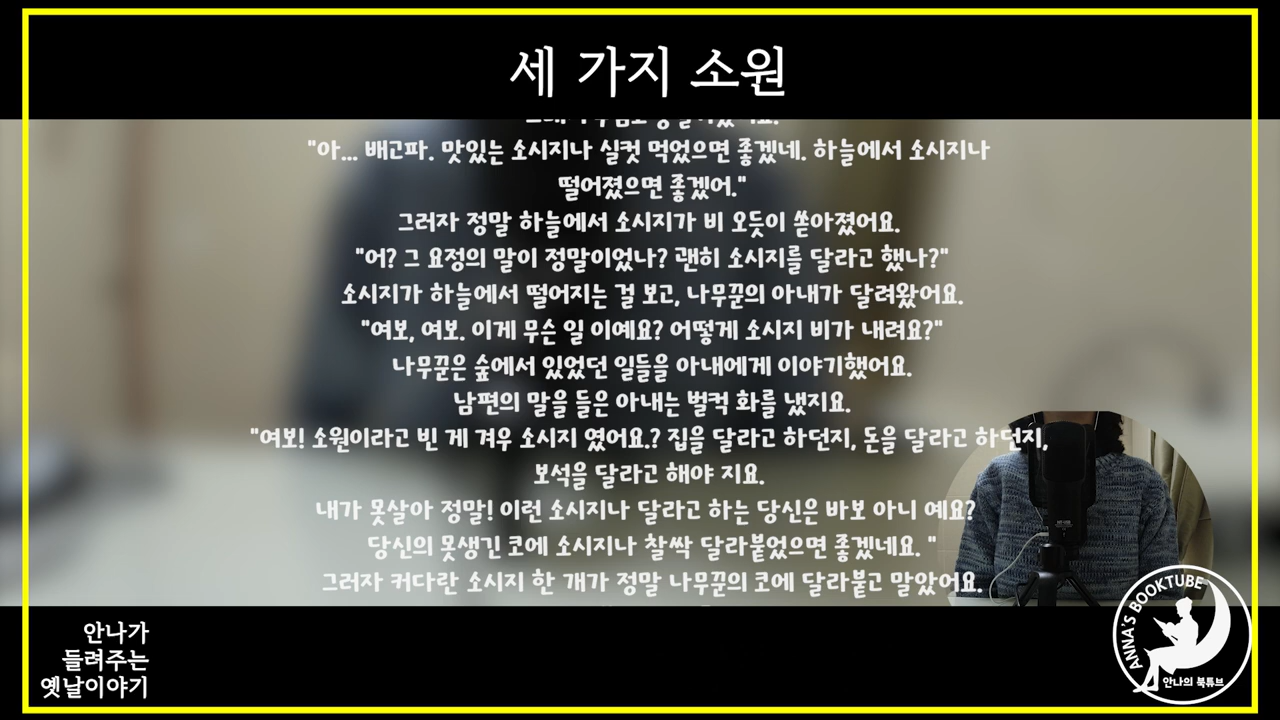 세 가지 소원
"아... 배고파. 맛있는 소시지나 실컷 먹었으면 좋겠네. 하늘에서 소시지나
떨어졌으면 좋겠어."
그러자 정말 하늘에서 소시지가 비 오듯이 쏟아졌어요.
"어? 그 요정의 말이 정말이었나? 괜히 소시지를 달라고 했나?"
소시지가 하늘에서 떨어지는 걸 보고, 나무꾼의 아내가 달려왔어요.
"여보, 여보. 이게 무슨 일 이예요? 어떻게 소시지 비가 내려요?"
나무꾼은 숲에서 있었던 일들을 아내에게 이야기했어요.
남편의 말을 들은 아내는 벌컥 화를 냈지요.
"여보! 소원이라고 빈 게 겨우 소시지 였어요.? 집을 달라고 하던지, 돈을 달라고 하던지,
보석을 달라고 해야 지요.
내가 못살아 정말! 이런 소시지나 달라고 하는 당신은 바보 아니 예요?
당신의 못생긴 코에 소시지나 찰싹 달라붙었으면 좋겠네요. "
그러자 커다란 소시지 한 개가 정말 나무꾼의 코에 달라붙고 말았어요.
안나가
들려주는
옛날이야기
ANNA'S BOOKTUBE
안나의 북튜브